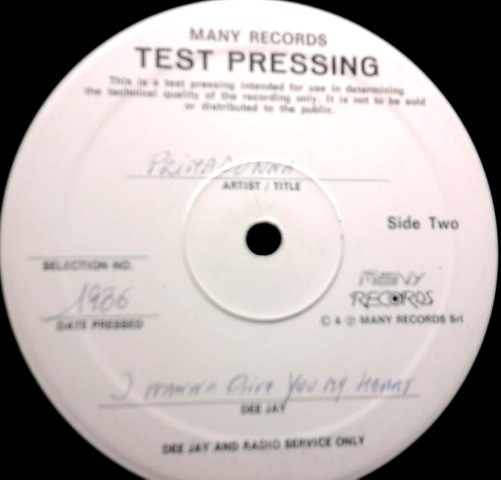 MANY RECORDS
TEST PRESSING
This is a test pressing intended for use in determining
the technical quality of the recording only. It is not to be sold
or distributed to the public.
PRIMADONNA
ARTIST / TITLE
Side Two
SELECTION NO.
1986
DATE PRESSED
MANY
RECORDS
© & ℗ MANY RECORDS Srl
I WANNA Give You MY HEART
DEE JAY
DEE JAY AND RADIO SERVICE ONLY